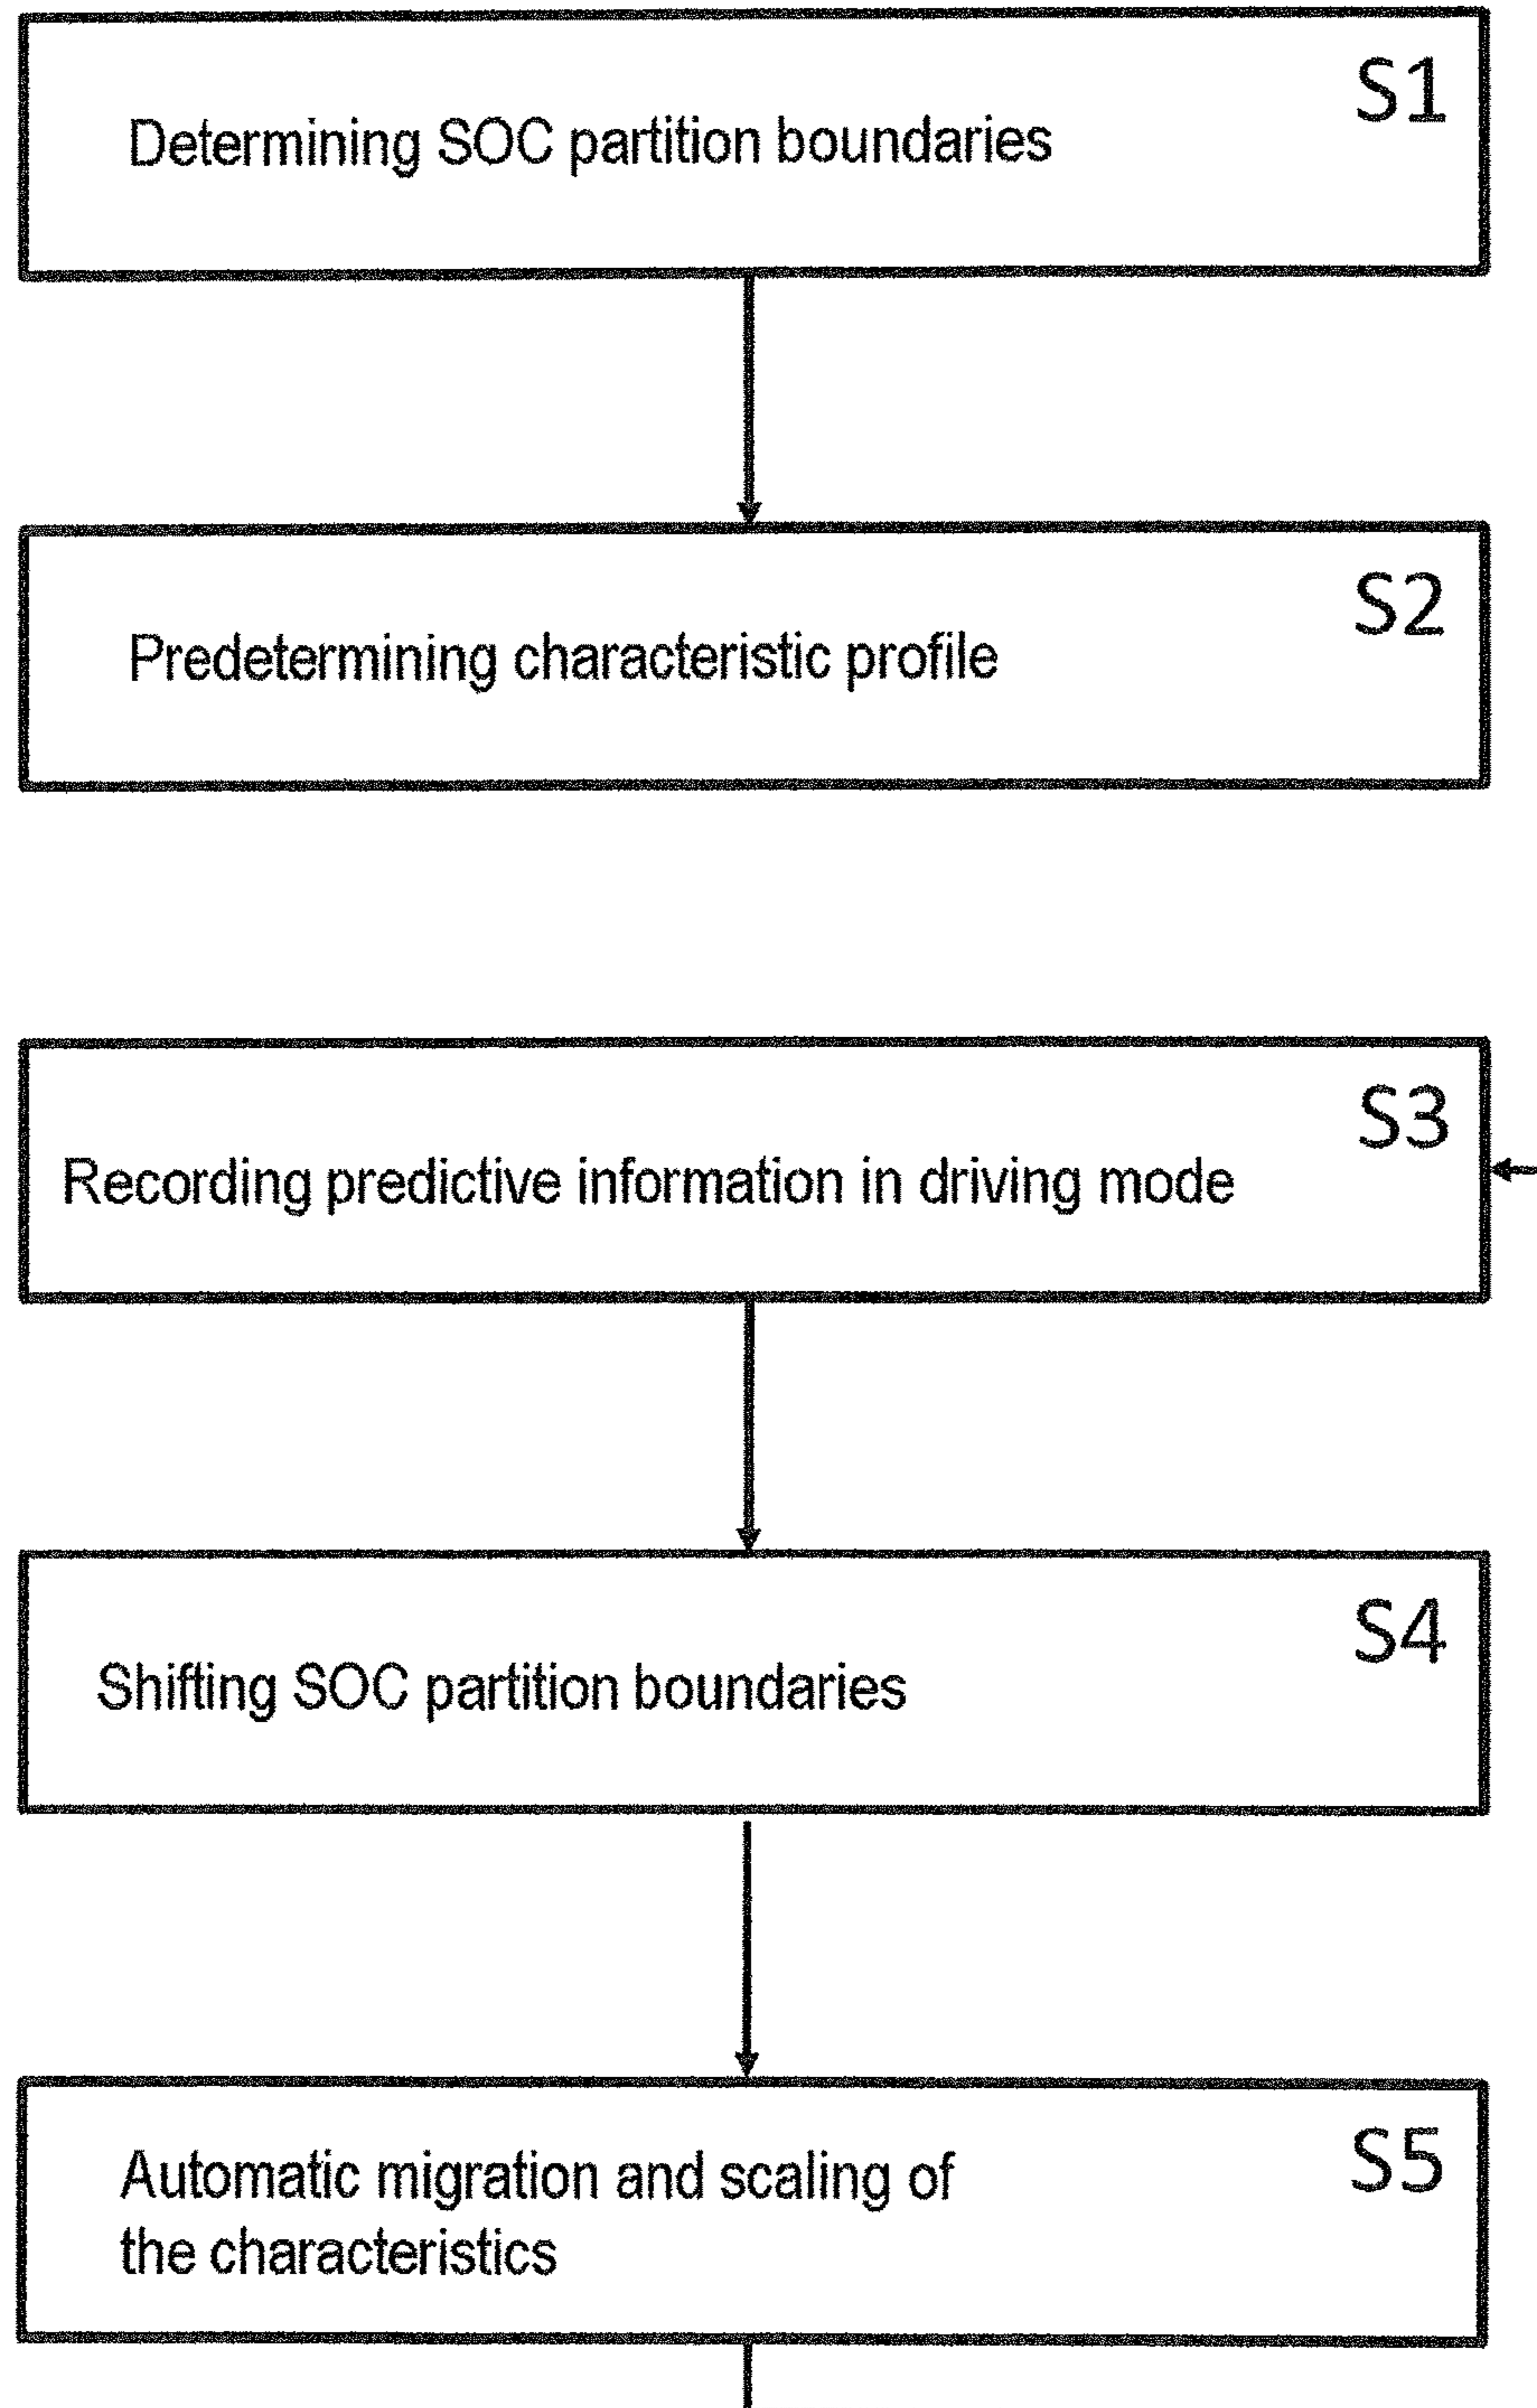 S1
Determining SOC partition boundaries
S2
Predetermining characteristic profile
S3
Recording predictive information in driving mode
S4
Shifting SOC partition boundaries
S5
Automatic migration and scaling of
the characteristics